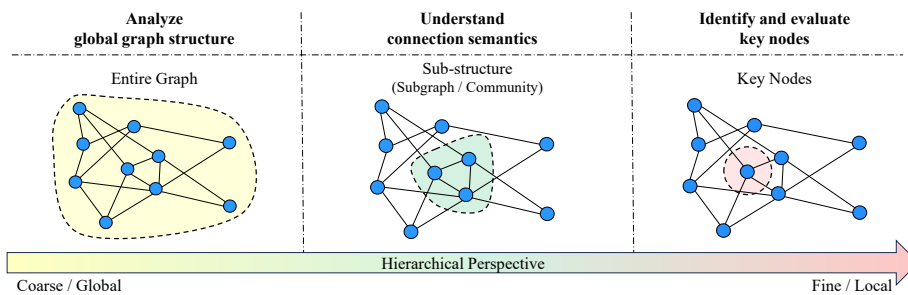 Analyze
global graph structure
Understand
connection semantics
Identify and evaluate
key nodes
Entire Graph
Sub-structure
(Subgraph / Community)
Key Nodes
Hierarchical Perspective
Coarse / Global
Fine / Local